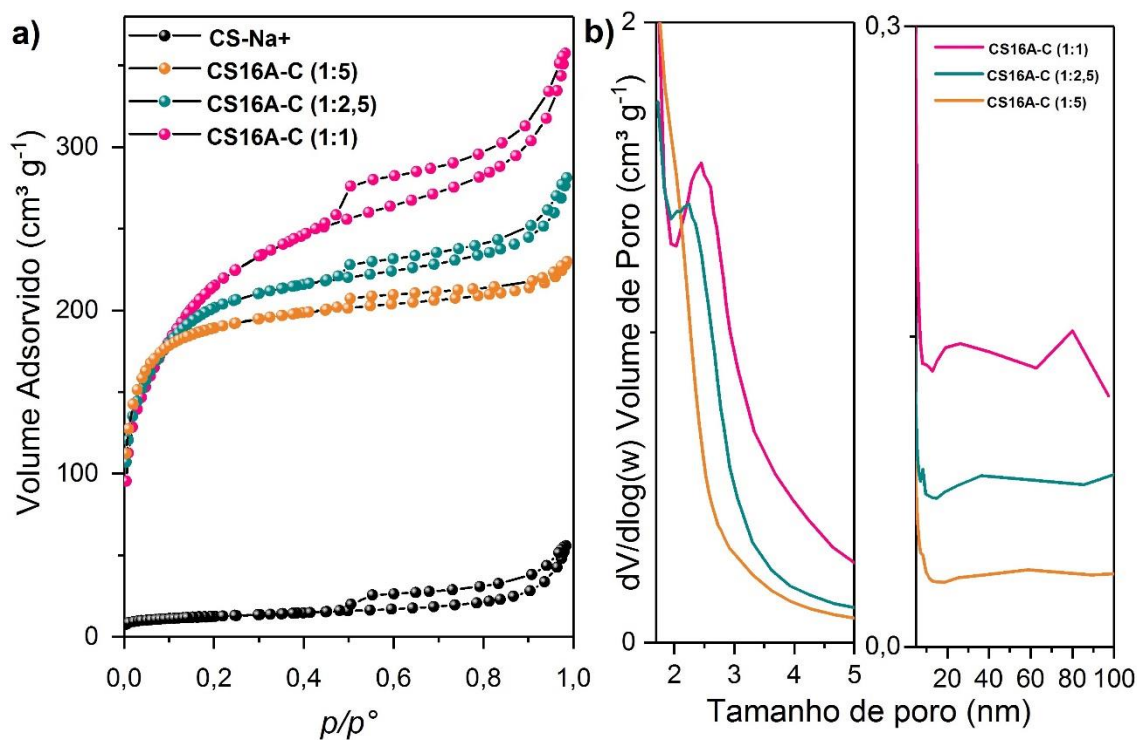 a)
CS-Na+
CS16A-C (1:5)
CS16A-C (1:2,5)
CS16A-C (1:1)
Volume Adsorvido (cm³ g⁻¹)
300
200
100
0
0,0 0,2 0,4 0,6 0,8 1,0
p/p°
b)
dV/dlog(w) Volume de Poro (cm³ g⁻¹)
2
0
2 3 4 5
0,3
0,0
CS16A-C (1:1)
CS16A-C (1:2,5)
CS16A-C (1:5)
20 40 60 80 100
Tamanho de poro (nm)